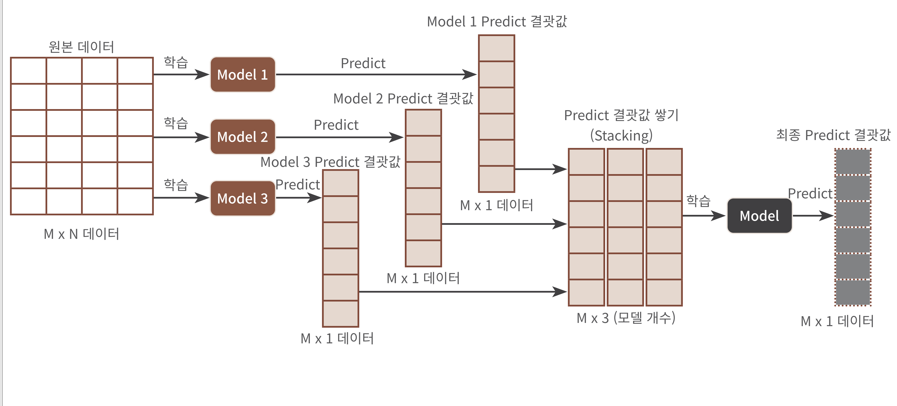 원본 데이터
M x N 데이터
학습
Model 1
Predict
Model 1 Predict 결괏값
M x 1 데이터
학습
Model 2
Predict
Model 2 Predict 결괏값
M x 1 데이터
학습
Model 3
Predict
Model 3 Predict 결괏값
M x 1 데이터
Predict 결괏값 쌓기
(Stacking)
M x 3 (모델 개수)
학습
Model
Predict
최종 Predict 결괏값
M x 1 데이터